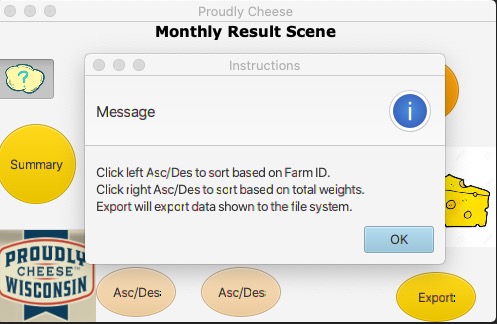 Proudly Cheese
Monthly Result Scene
Instructions
?
Message
i
Summary
Click left Asc/Des to sort based on Farm ID.
Click right Asc/Des to sort based on total weights.
Export will export data shown to the file system.
OK
PROUDLY
CHEESE™
WISCONSIN
Asc/Des:
Asc/Des:
Export: